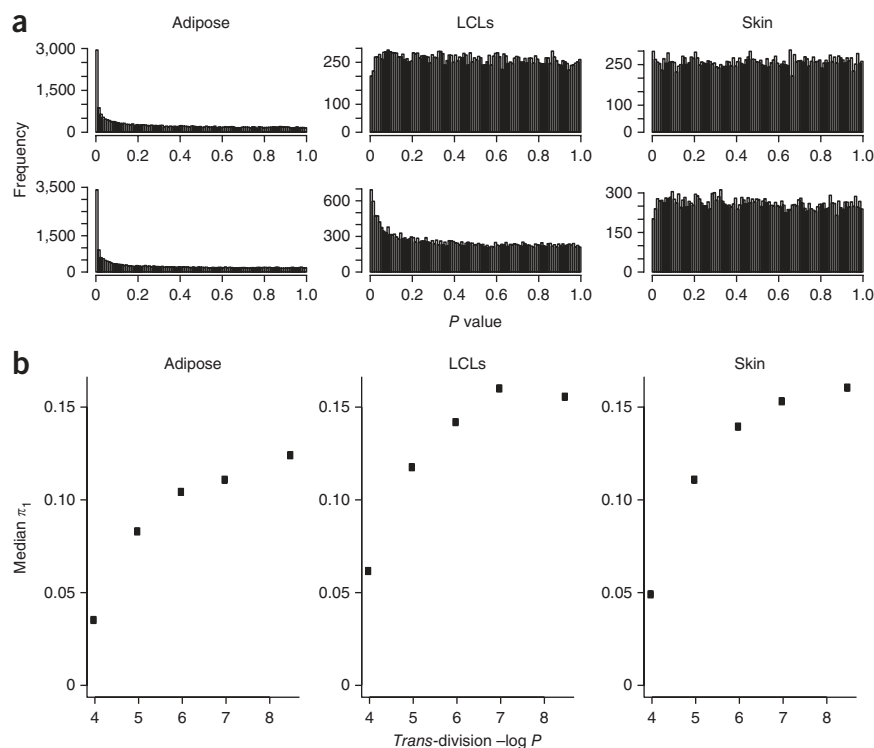 a
Adipose LCLs Skin
Frequency
3,000
1,500
0
0 0.2 0.4 0.6 0.8 1.0
250
100
0
0 0.2 0.4 0.6 0.8 1.0
250
100
0
0 0.2 0.4 0.6 0.8 1.0
3,500
1,500
0
0 0.2 0.4 0.6 0.8 1.0
600
300
0
0 0.2 0.4 0.6 0.8 1.0
300
150
0
0 0.2 0.4 0.6 0.8 1.0
P value
b
Adipose LCLs Skin
Median π1
0.15
0.10
0.05
0
4 5 6 7 8
0.15
0.10
0.05
0
4 5 6 7 8
0.15
0.10
0.05
0
4 5 6 7 8
Trans-division –log P